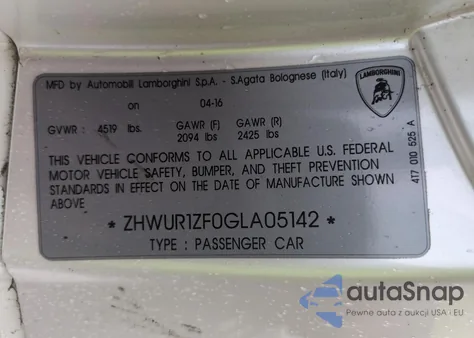 MFD by Automobili Lamborghini S.p.A. - S.Agata Bolognese (Italy)
on 04-16
GVWR : 4519 lbs. GAWR (F) 2094 lbs. GAWR (R) 2425 lbs.
THIS VEHICLE CONFORMS TO ALL APPLICABLE U.S. FEDERAL
MOTOR VEHICLE SAFETY, BUMPER, AND THEFT PREVENTION
STANDARDS IN EFFECT ON THE DATE OF MANUFACTURE SHOWN
ABOVE
* ZHWUR1ZF0GLA05142 *
TYPE : PASSENGER CAR
LAMBORGHINI
4T7 010 525 A
autoSnap
Pewne auta z aukcji USA i EU